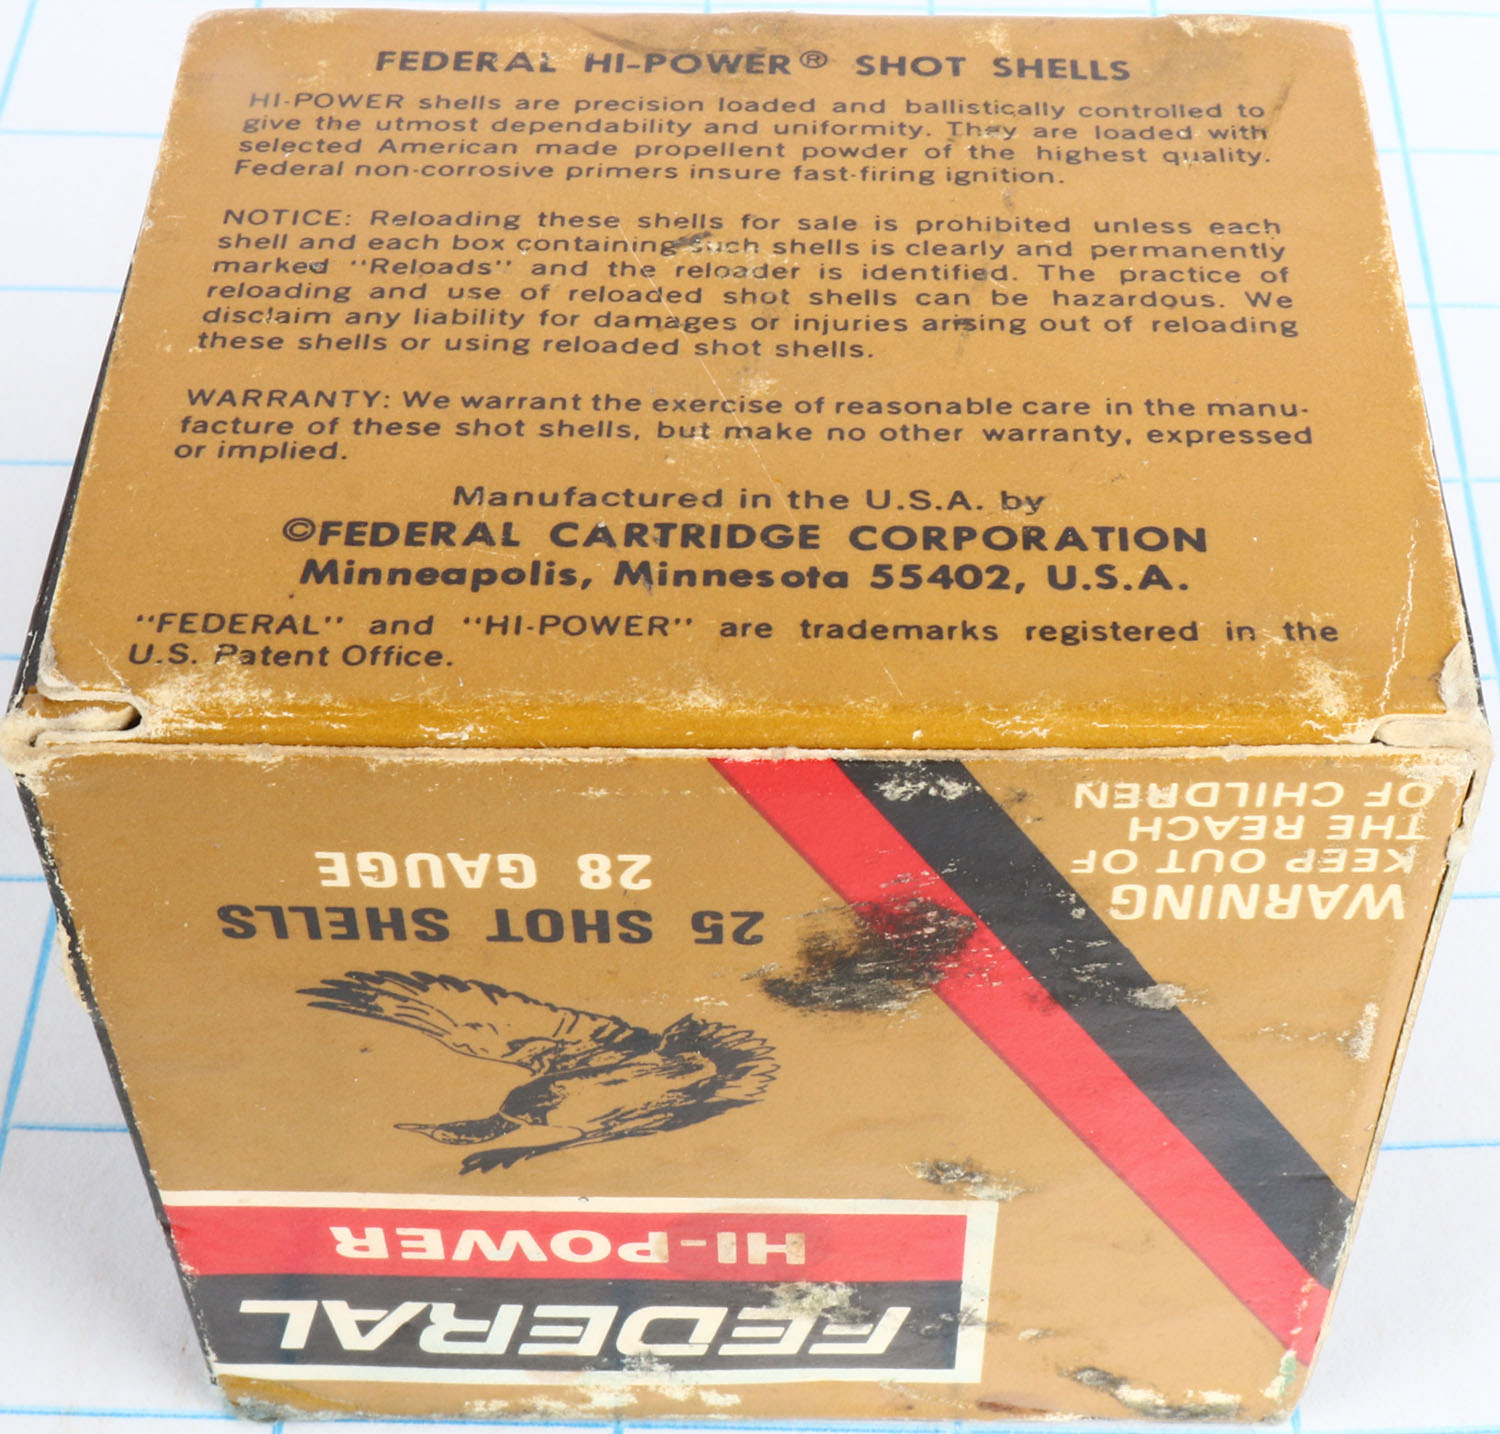 FEDERAL HI-POWER® SHOT SHELLS
HI-POWER shells are precision loaded and ballistically controlled to
give the utmost dependability and uniformity. They are loaded with
selected American made propellent powder of the highest quality.
Federal non-corrosive primers insure fast-firing ignition.
NOTICE: Reloading these shells for sale is prohibited unless each
shell and each box containing such shells is clearly and permanently
marked "Reloads" and the reloader is identified. The practice of
reloading and use of reloaded shot shells can be hazardous. We
disclaim any liability for damages or injuries arising out of reloading
these shells or using reloaded shot shells.
WARRANTY: We warrant the exercise of reasonable care in the manu-
facture of these shot shells, but make no other warranty, expressed
or implied.
Manufactured in the U.S.A. by
©FEDERAL CARTRIDGE CORPORATION
Minneapolis, Minnesota 55402, U.S.A.
"FEDERAL" and "HI-POWER" are trademarks registered in the
U.S. Patent Office.
FEDERAL
HI-POWER
25 SHOT SHELLS
28 GAUGE
WARNING
KEEP OUT OF
THE REACH
OF CHILDREN